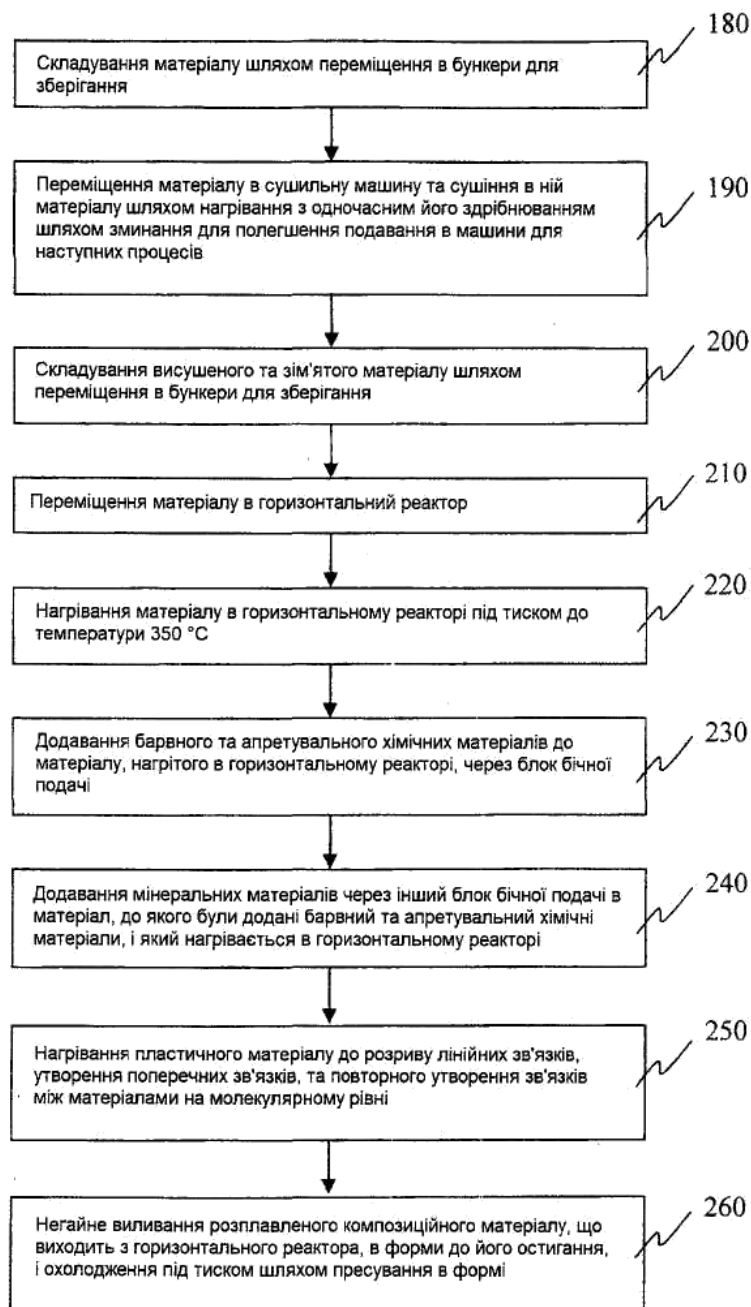 180
Складування матеріалу шляхом переміщення в бункери для
зберігання
190
Переміщення матеріалу в сушильну машину та сушіння в ній
матеріалу шляхом нагрівання з одночасним його здрібнюванням
шляхом зминання для полегшення подавання в машини для
наступних процесів
200
Складування висушеного та зім'ятого матеріалу шляхом
переміщення в бункери для зберігання
210
Переміщення матеріалу в горизонтальний реактор
220
Нагрівання матеріалу в горизонтальному реакторі під тиском до
температури 350 °C
230
Додавання барвного та апретувального хімічних матеріалів до
матеріалу, нагрітого в горизонтальному реакторі, через блок бічної
подачі
240
Додавання мінеральних матеріалів через інший блок бічної подачі в
матеріал, до якого були додані барвний та апретувальний хімічні
матеріали, і який нагрівається в горизонтальному реакторі
250
Нагрівання пластичного матеріалу до розриву лінійних зв'язків,
утворення поперечних зв'язків, та повторного утворення зв'язків
між матеріалами на молекулярному рівні
260
Негайне виливання розплавленого композиційного матеріалу, що
виходить з горизонтального реактора, в форми до його остигання,
і охолодження під тиском шляхом пресування в формі